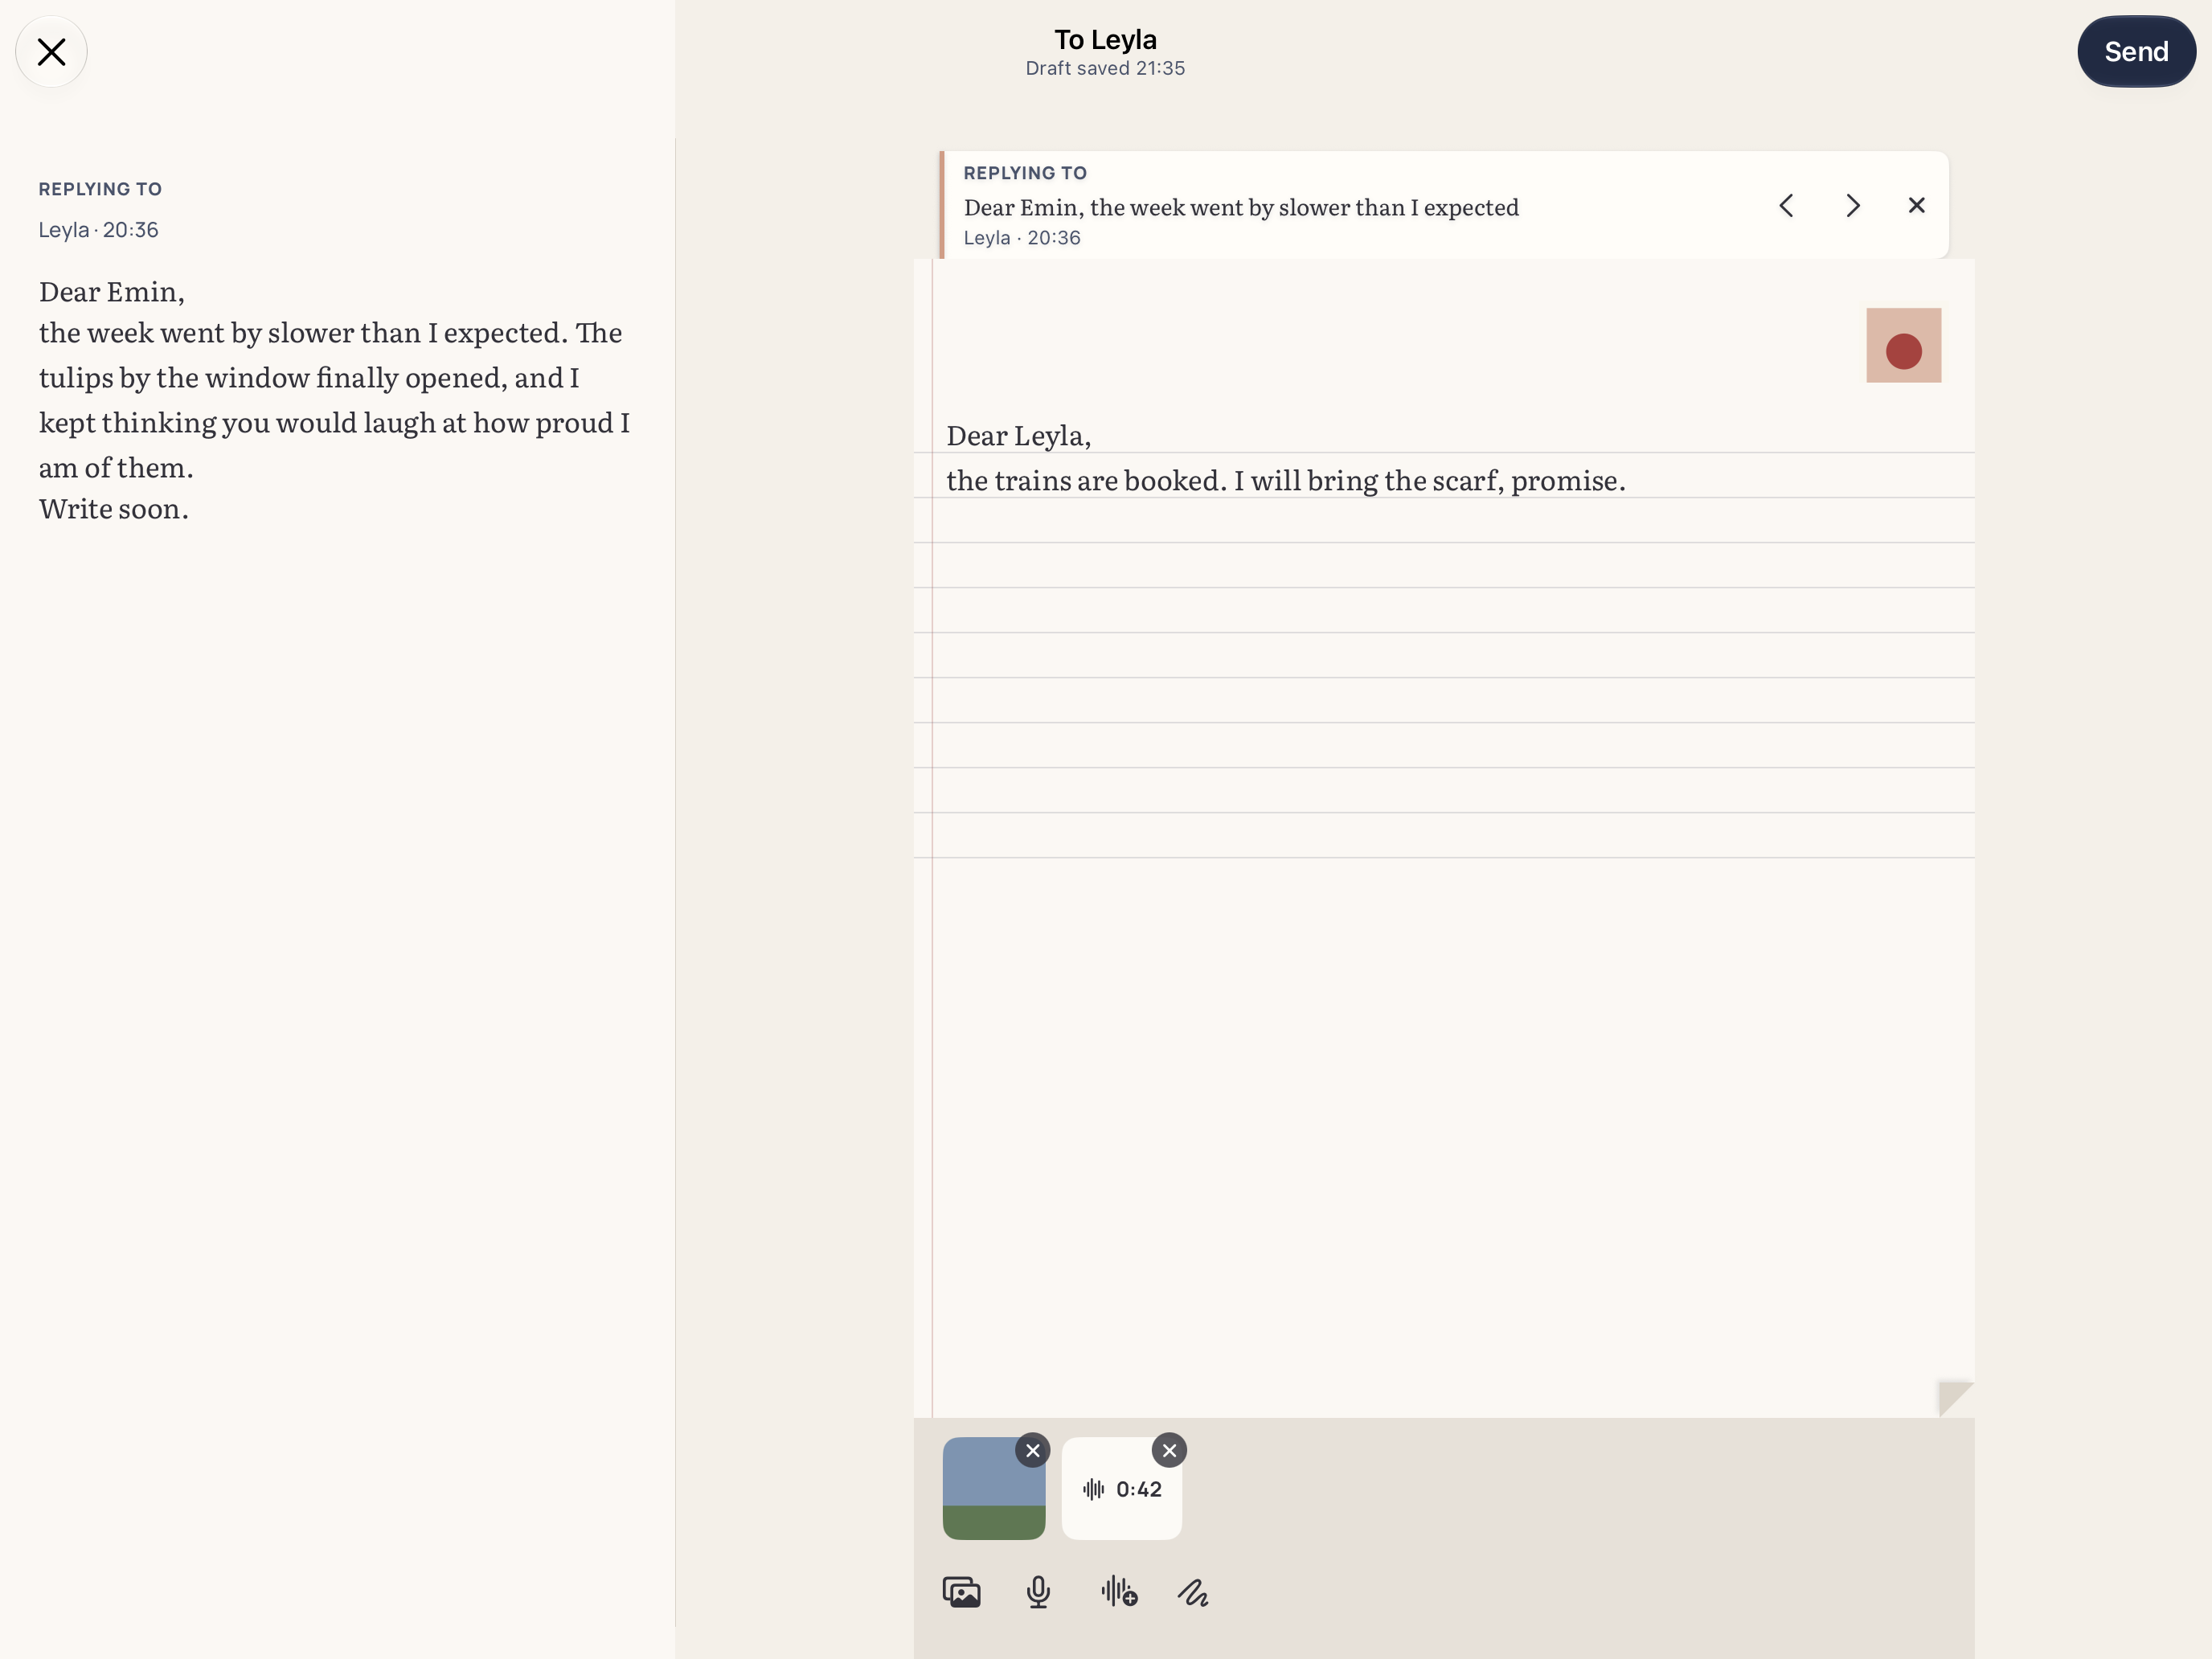 To Leyla
Draft saved 21:35
Send
REPLYING TO
Leyla · 20:36
Dear Emin,
the week went by slower than I expected. The
tulips by the window finally opened, and I
kept thinking you would laugh at how proud I
am of them.
Write soon.
REPLYING TO
Dear Emin, the week went by slower than I expected
Leyla · 20:36
Dear Leyla,
the trains are booked. I will bring the scarf, promise.
0:42